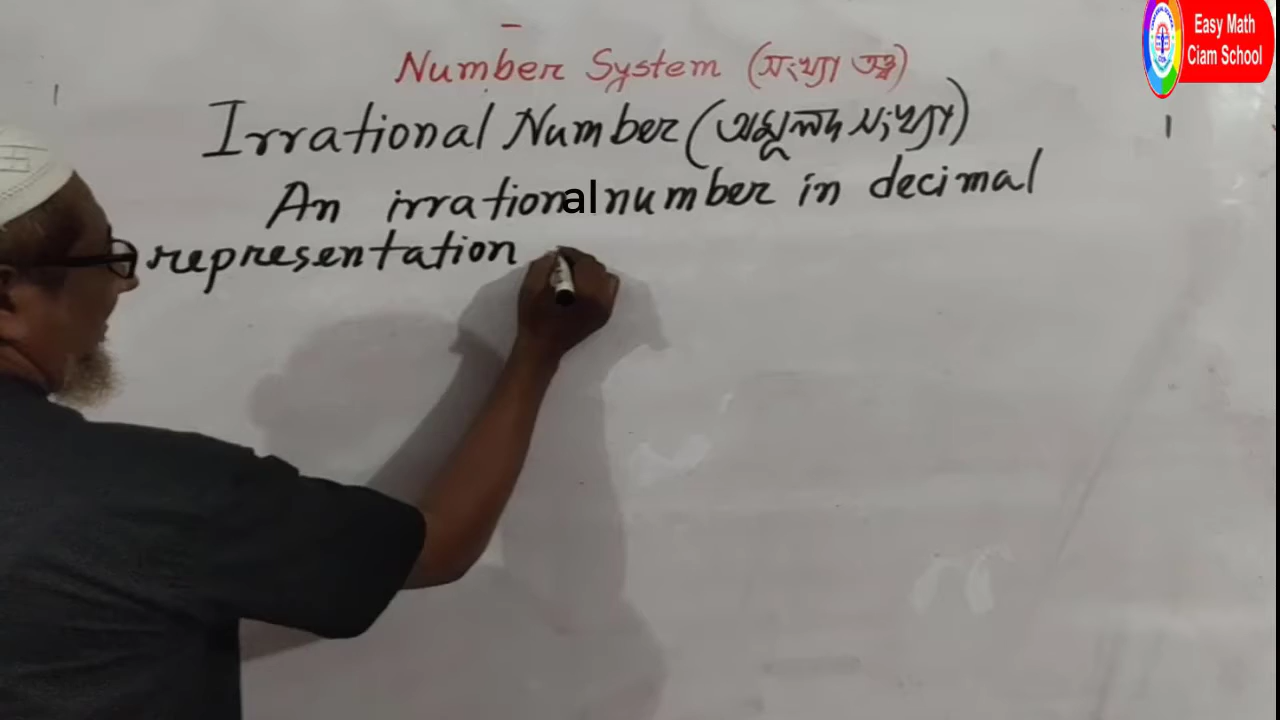 Easy Math
Ciam School
Number System (সংখ্যা তত্ত্ব)
Irrational Number (অমূলদ সংখ্যা)
An irrational number in decimal
representation